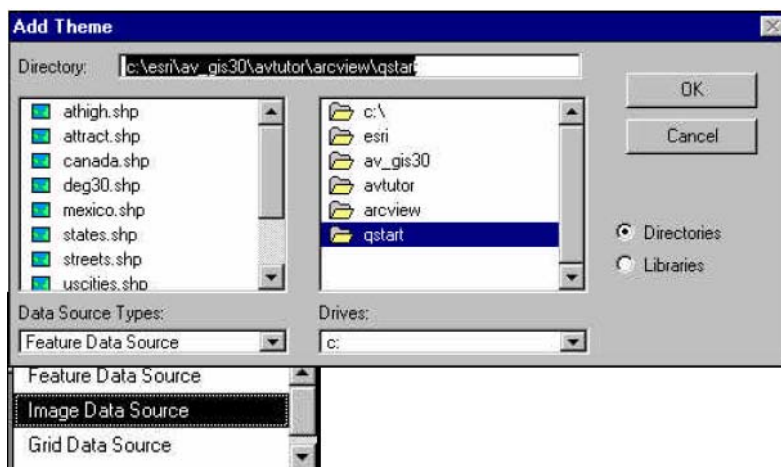 Add Theme
Directory: c:\esri\av_gis30\avtutor\arcview\qstart
OK
Cancel
athigh.shp
attract.shp
canada.shp
deg30.shp
mexico.shp
states.shp
streets.shp
uscities.shp
c:\
esri
av_gis30
avtutor
arcview
qstart
Directories
Libraries
Data Source Types:
Feature Data Source
Drives:
c:
Feature Data Source
Image Data Source
Grid Data Source